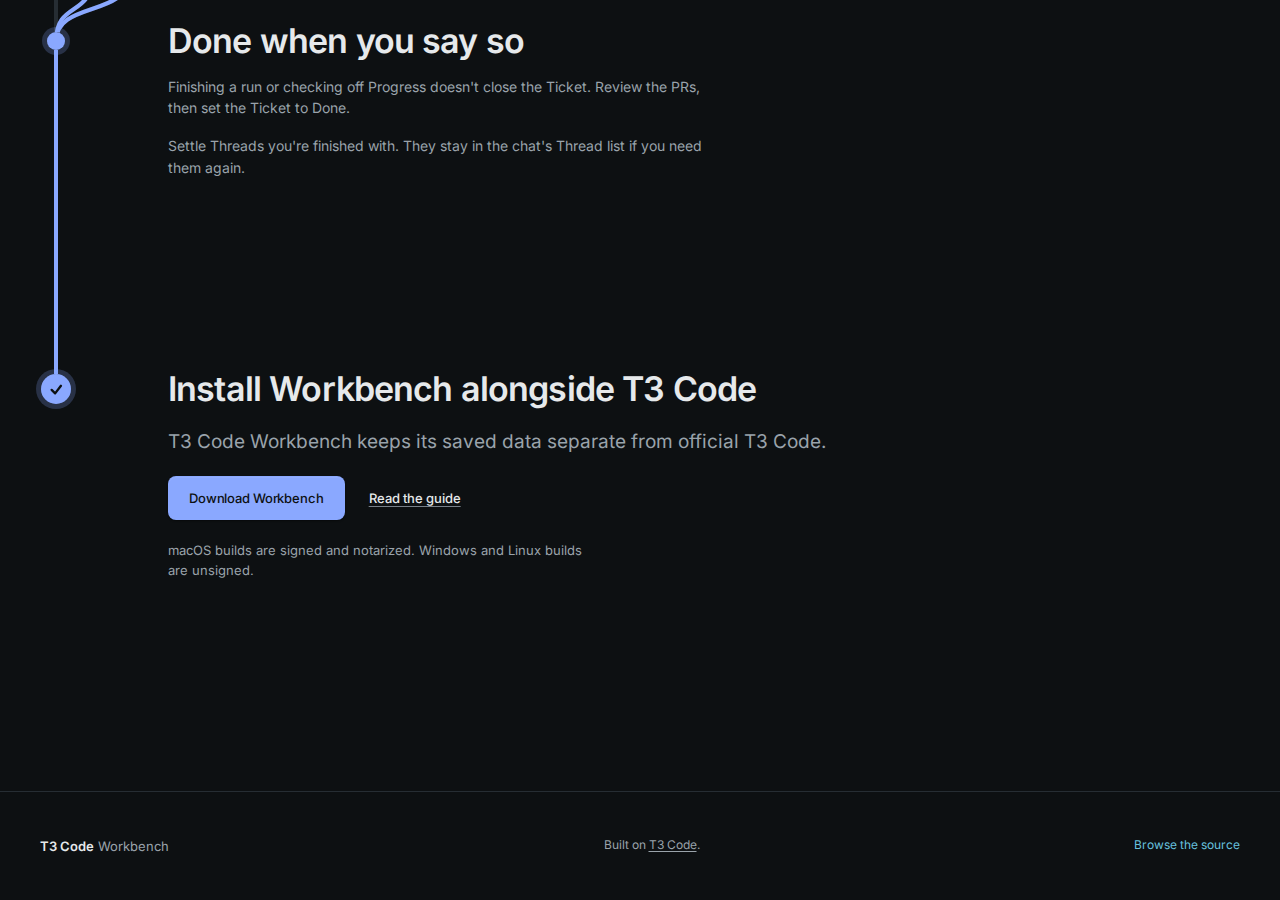 Done when you say so
Finishing a run or checking off Progress doesn't close the Ticket. Review the PRs,
then set the Ticket to Done.
Settle Threads you're finished with. They stay in the chat's Thread list if you need
them again.
Install Workbench alongside T3 Code
T3 Code Workbench keeps its saved data separate from official T3 Code.
Download Workbench
Read the guide
macOS builds are signed and notarized. Windows and Linux builds
are unsigned.
T3 Code Workbench
Built on T3 Code.
Browse the source